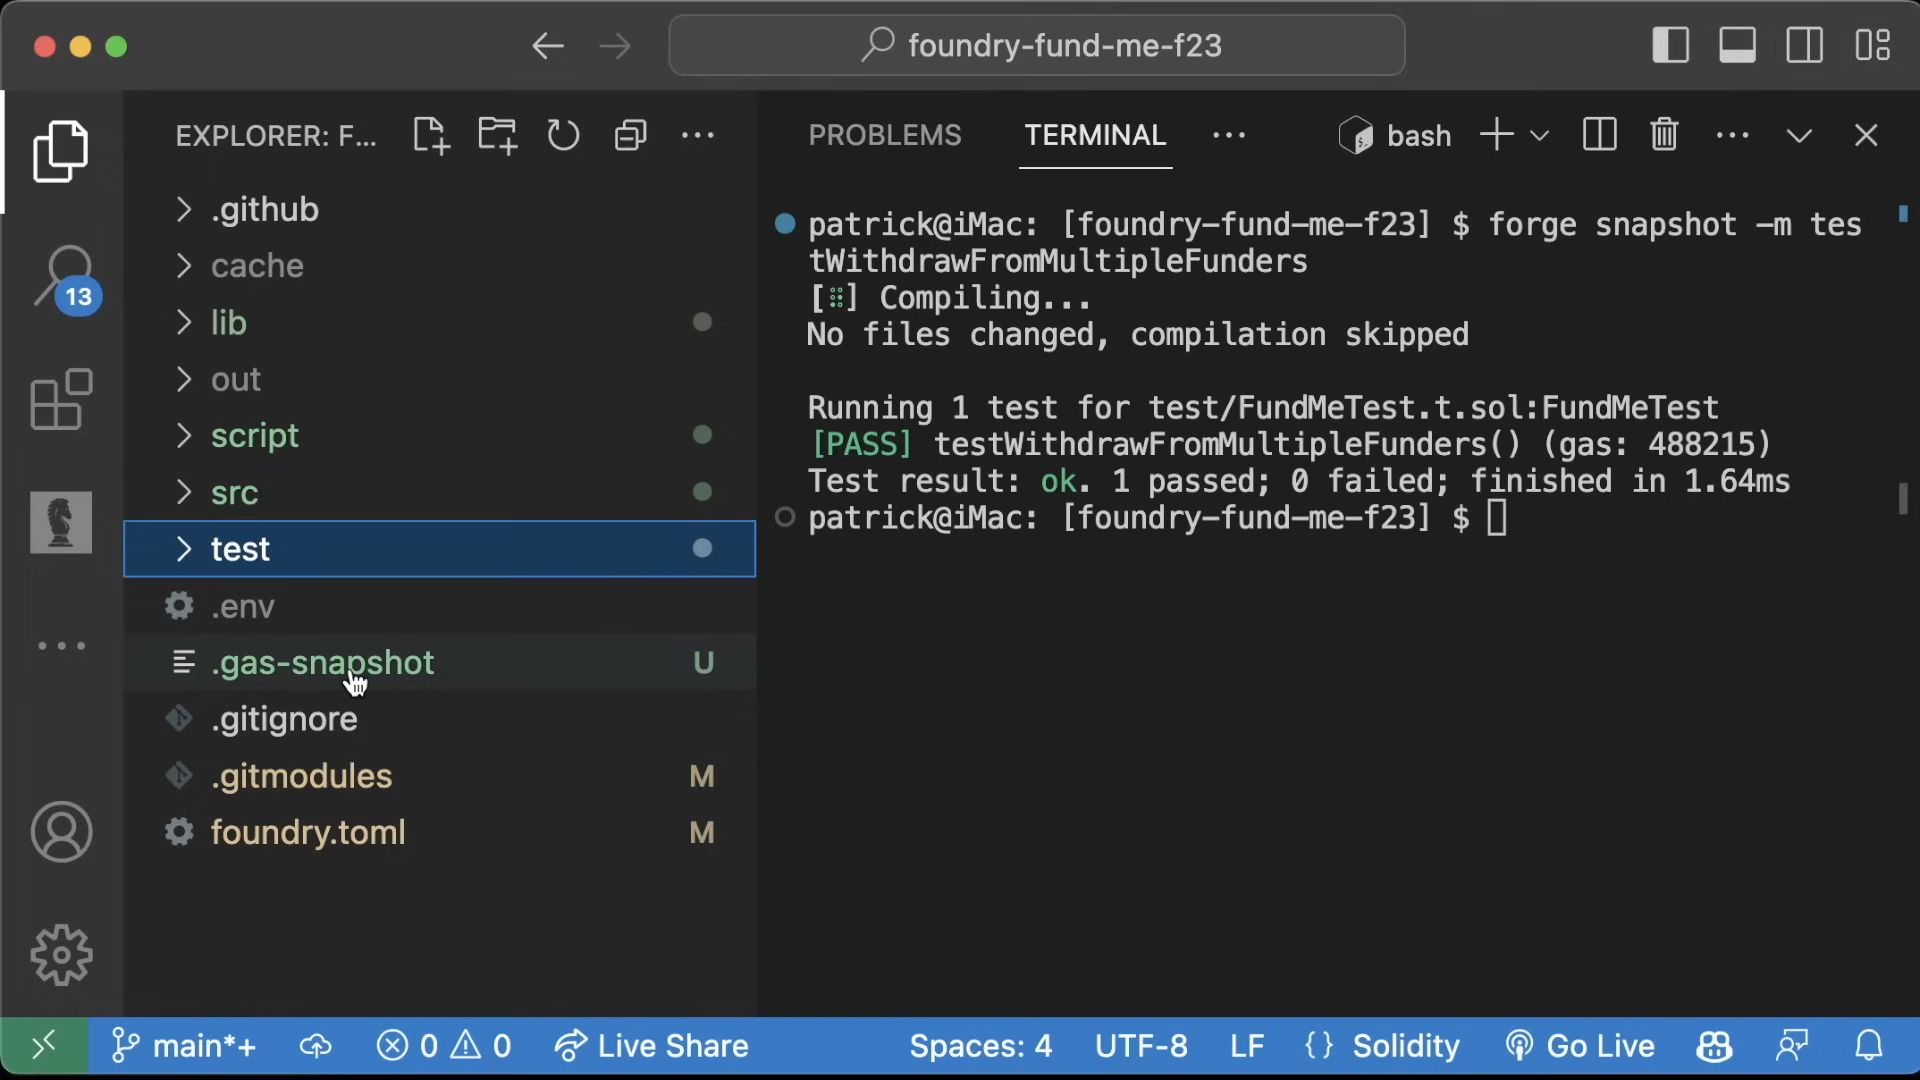 foundry-fund-me-f23
EXPLORER: F...
PROBLEMS
TERMINAL
bash
.github
cache
13
lib
out
script
src
test
.env
.gas-snapshot U
.gitignore
.gitmodules M
foundry.toml M
patrick@iMac: [foundry-fund-me-f23] $ forge snapshot -m tes
tWithdrawFromMultipleFunders
[⠿] Compiling...
No files changed, compilation skipped
Running 1 test for test/FundMeTest.t.sol:FundMeTest
[PASS] testWithdrawFromMultipleFunders() (gas: 488215)
Test result: ok. 1 passed; 0 failed; finished in 1.64ms
patrick@iMac: [foundry-fund-me-f23] $
main*+ 0 0 Live Share Spaces: 4 UTF-8 LF {} Solidity Go Live